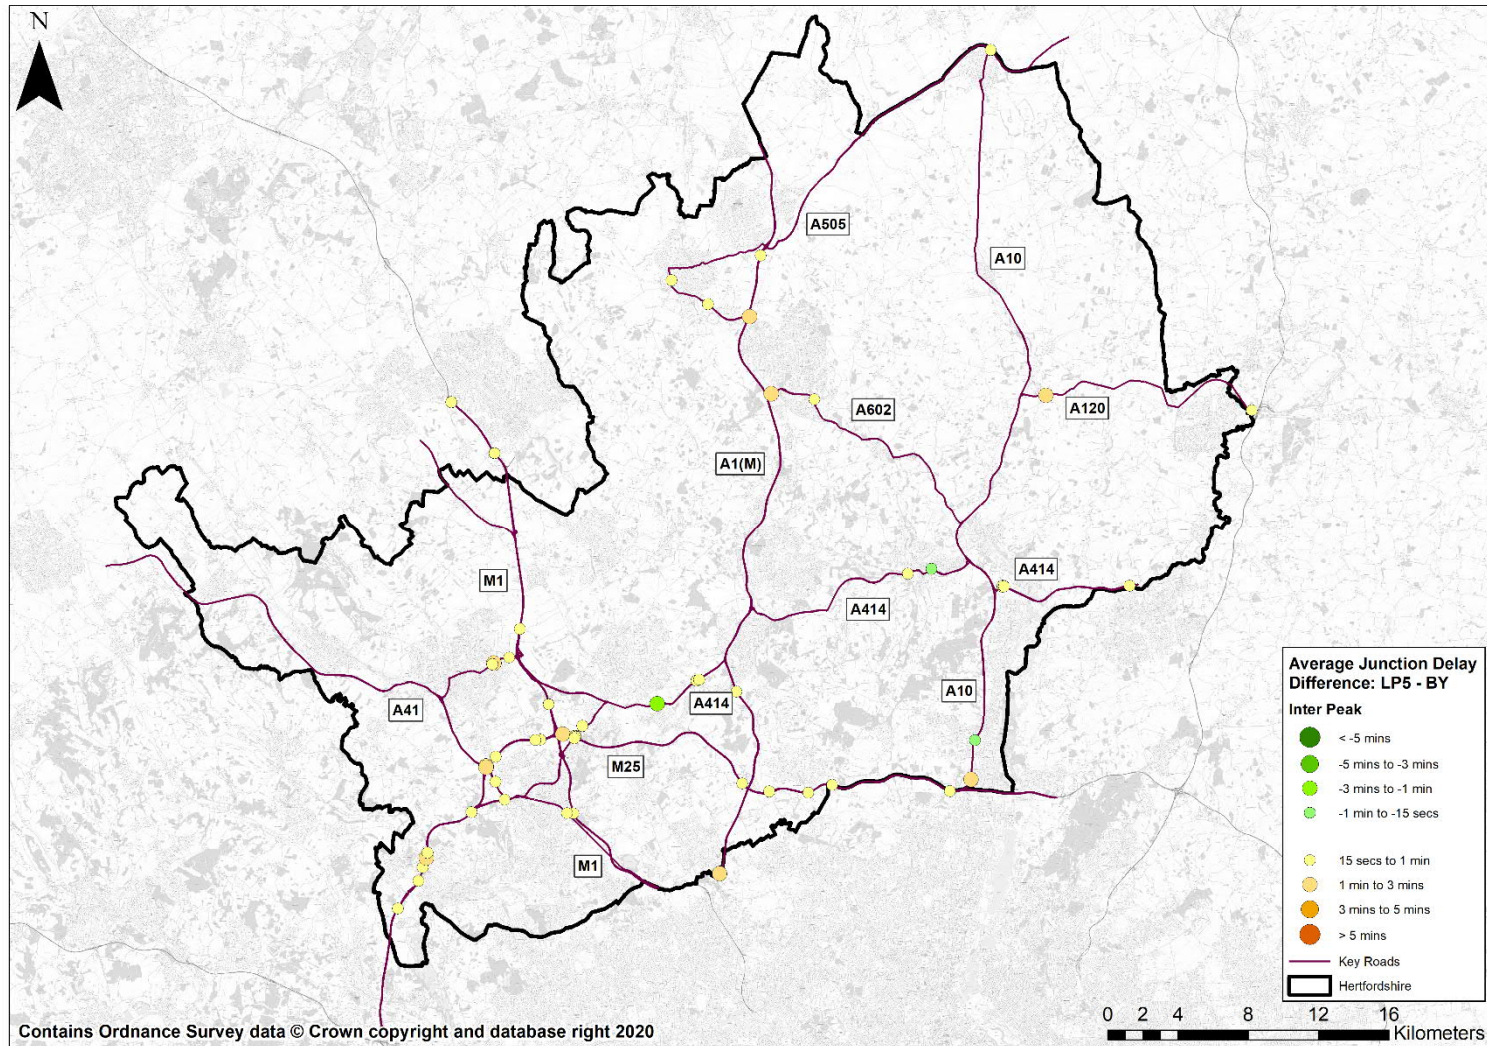 N
A505
A10
A602
A120
A1(M)
M1
A414
A414
A41
A414
A10
M25
M1
Average Junction Delay
Difference: LP5 - BY
Inter Peak
< -5 mins
-5 mins to -3 mins
-3 mins to -1 min
-1 min to -15 secs
15 secs to 1 min
1 min to 3 mins
3 mins to 5 mins
> 5 mins
Key Roads
Hertfordshire
0 2 4 8 12 16
Kilometers
Contains Ordnance Survey data © Crown copyright and database right 2020